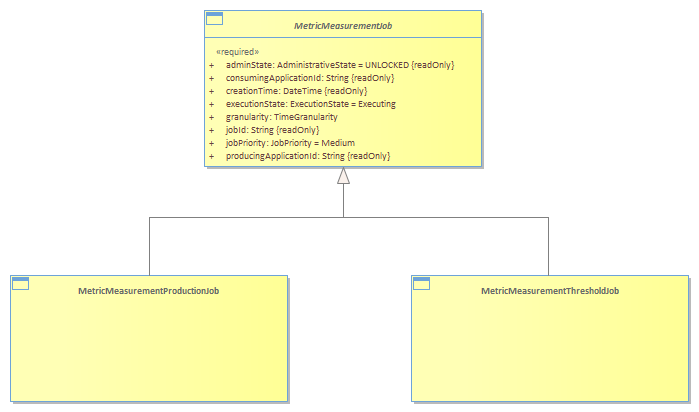 MetricMeasurementJob
«required»
+ adminState: AdministrativeState = UNLOCKED {readOnly}
+ consumingApplicationId: String {readOnly}
+ creationTime: DateTime {readOnly}
+ executionState: ExecutionState = Executing
+ granularity: TimeGranularity
+ jobId: String {readOnly}
+ jobPriority: JobPriority = Medium
+ producingApplicationId: String {readOnly}
MetricMeasurementProductionJob
MetricMeasurementThresholdJob